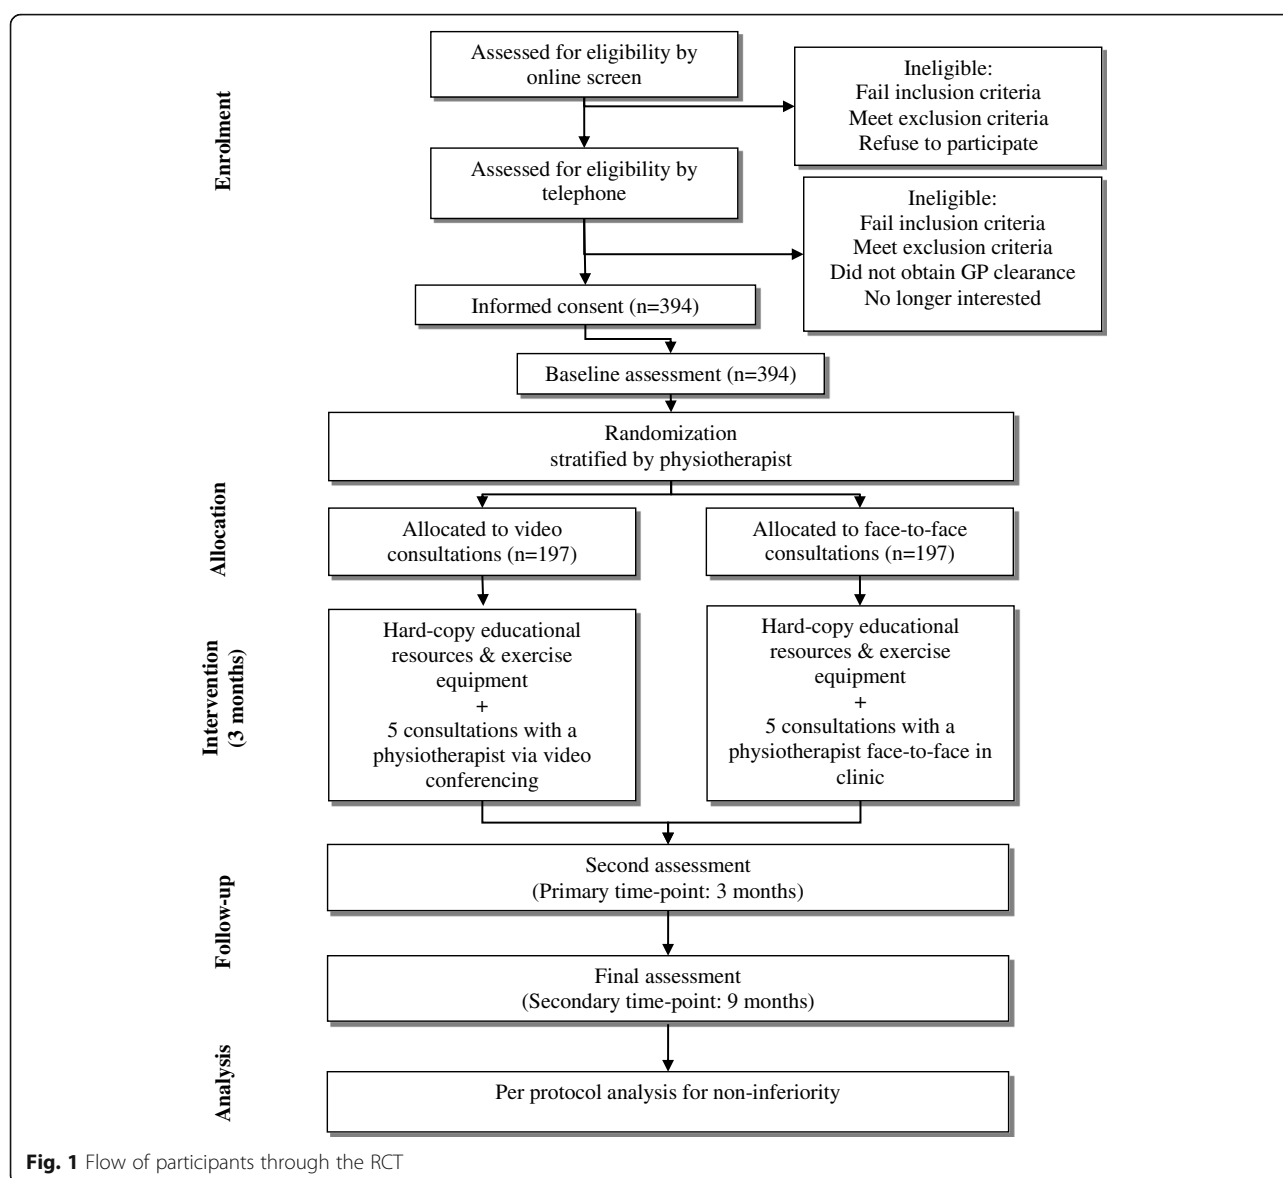 Enrolment
Assessed for eligibility by
online screen
Ineligible:
Fail inclusion criteria
Meet exclusion criteria
Refuse to participate
Assessed for eligibility by
telephone
Ineligible:
Fail inclusion criteria
Meet exclusion criteria
Did not obtain GP clearance
No longer interested
Informed consent (n=394)
Baseline assessment (n=394)
Randomization
stratified by physiotherapist
Allocation
Allocated to video
consultations (n=197)
Allocated to face-to-face
consultations (n=197)
Intervention
(3 months)
Hard-copy educational
resources & exercise
equipment
+
5 consultations with a
physiotherapist via video
conferencing
Hard-copy educational
resources & exercise
equipment
+
5 consultations with a
physiotherapist face-to-face in
clinic
Follow-up
Second assessment
(Primary time-point: 3 months)
Final assessment
(Secondary time-point: 9 months)
Analysis
Per protocol analysis for non-inferiority
Fig. 1 Flow of participants through the RCT